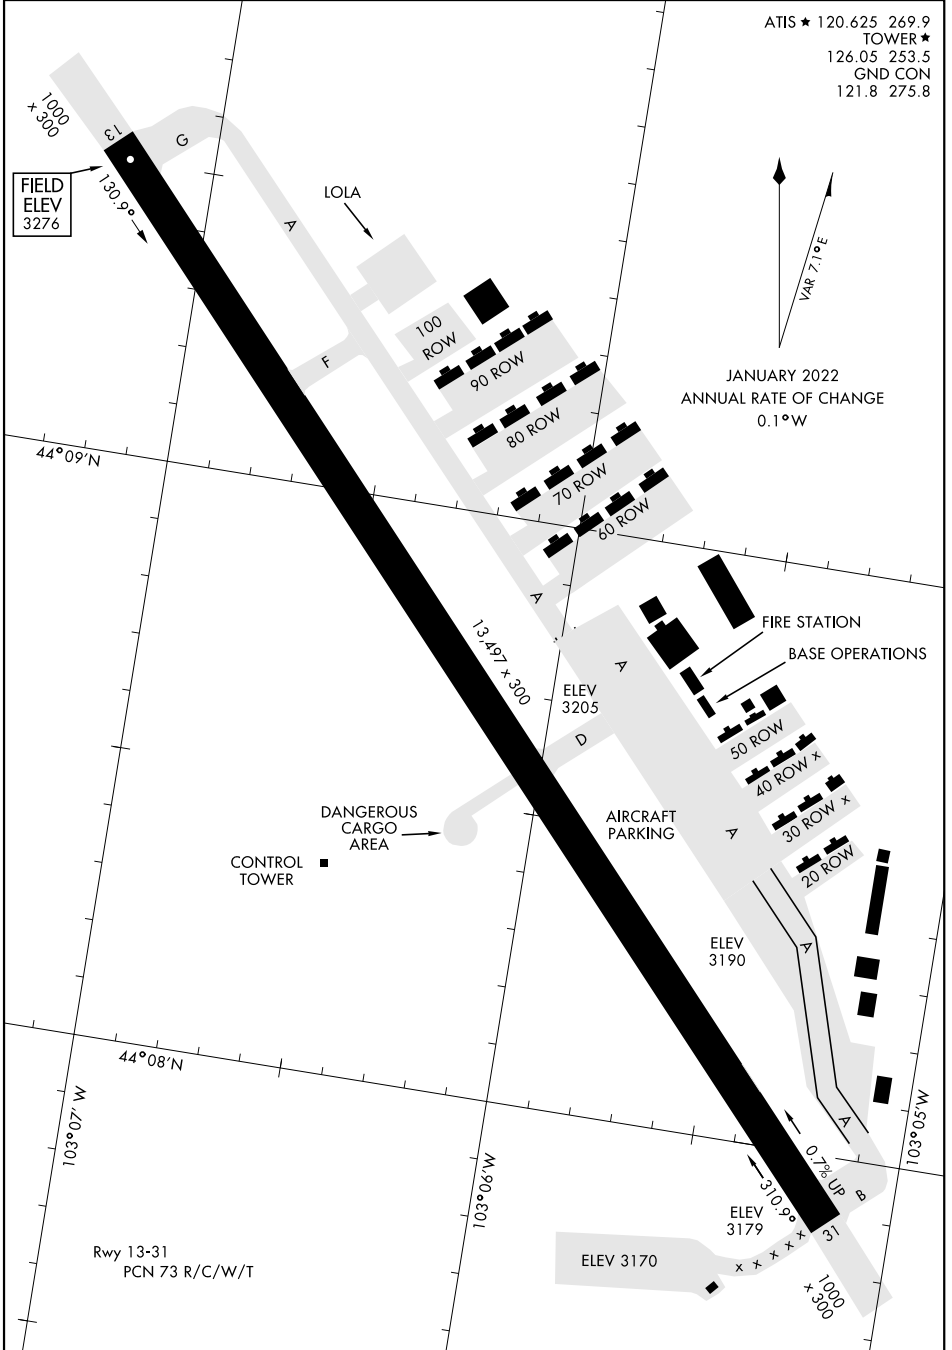 ATIS ★ 120.625 269.9
TOWER ★
126.05 253.5
GND CON
121.8 275.8
1000
x 300
13
G
FIELD
ELEV
3276
130.9°
A
LOLA
VAR 7.1° E
JANUARY 2022
ANNUAL RATE OF CHANGE
0.1° W
100
ROW
F
90 ROW
80 ROW
44°09'N
70 ROW
60 ROW
A
13,497 x 300
FIRE STATION
BASE OPERATIONS
A
ELEV
3205
D
50 ROW
40 ROW x
30 ROW x
20 ROW
DANGEROUS
CARGO
AREA
AIRCRAFT
PARKING
A
CONTROL
TOWER
ELEV
3190
A
44°08'N
103°07' W
103°06'W
103°05'W
A
0.7% UP
B
310.9°
ELEV
3179
31
x x x x x
ELEV 3170
1000
x 300
Rwy 13-31
PCN 73 R/C/W/T